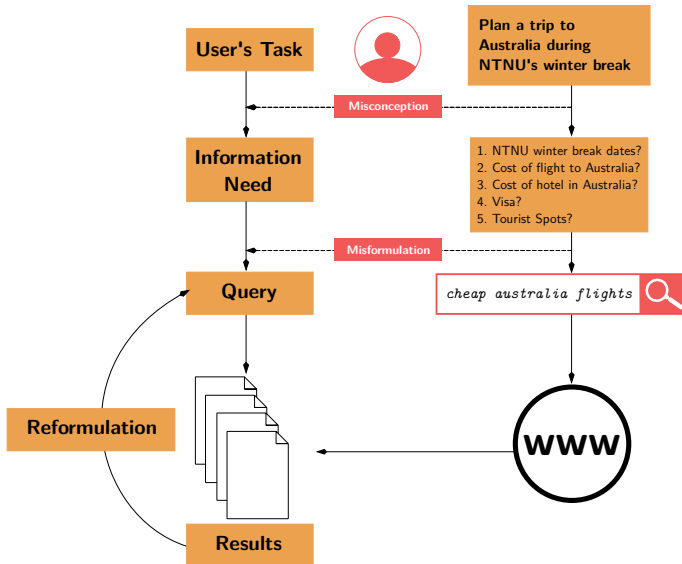 User's Task
Plan a trip to
Australia during
NTNU's winter break
Misconception
Information
Need
1. NTNU winter break dates?
2. Cost of flight to Australia?
3. Cost of hotel in Australia?
4. Visa?
5. Tourist Spots?
Misformulation
Query
cheap australia flights
Reformulation
www
Results